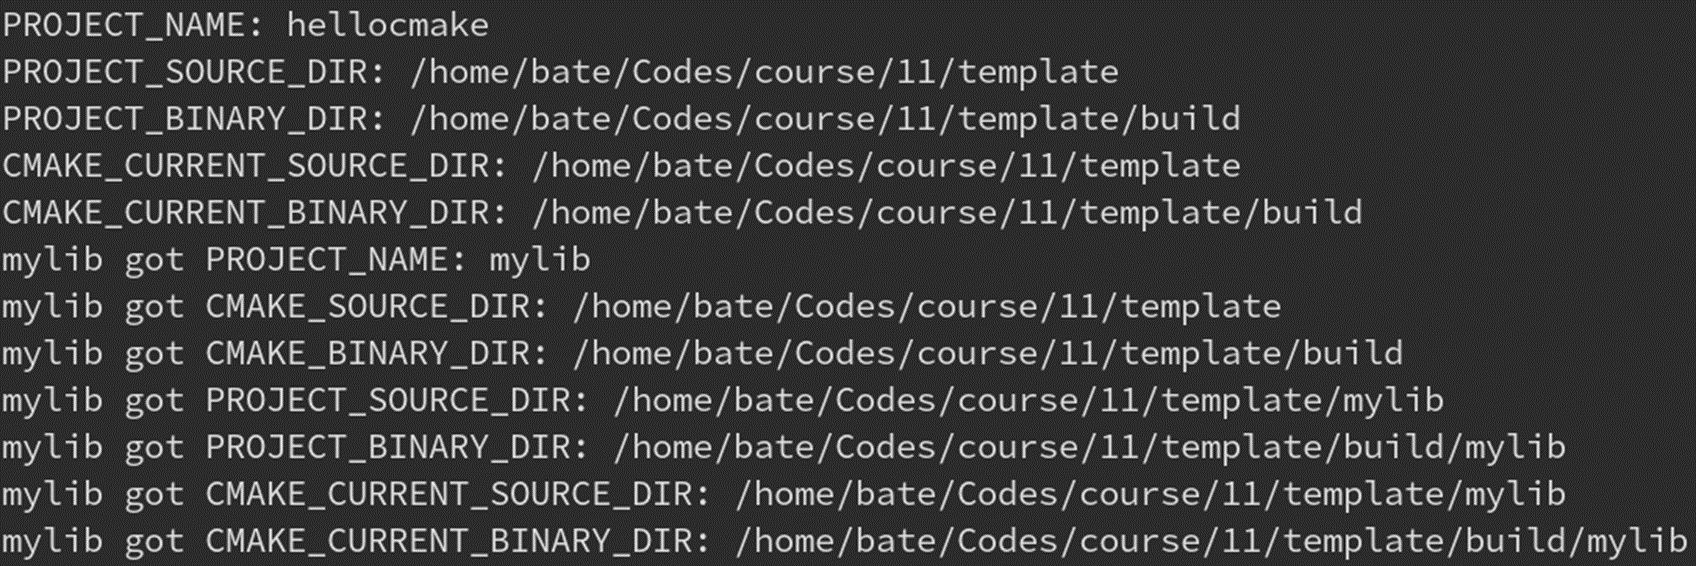 PROJECT_NAME: hellocmake
PROJECT_SOURCE_DIR: /home/bate/Codes/course/11/template
PROJECT_BINARY_DIR: /home/bate/Codes/course/11/template/build
CMAKE_CURRENT_SOURCE_DIR: /home/bate/Codes/course/11/template
CMAKE_CURRENT_BINARY_DIR: /home/bate/Codes/course/11/template/build
mylib got PROJECT_NAME: mylib
mylib got CMAKE_SOURCE_DIR: /home/bate/Codes/course/11/template
mylib got CMAKE_BINARY_DIR: /home/bate/Codes/course/11/template/build
mylib got PROJECT_SOURCE_DIR: /home/bate/Codes/course/11/template/mylib
mylib got PROJECT_BINARY_DIR: /home/bate/Codes/course/11/template/build/mylib
mylib got CMAKE_CURRENT_SOURCE_DIR: /home/bate/Codes/course/11/template/mylib
mylib got CMAKE_CURRENT_BINARY_DIR: /home/bate/Codes/course/11/template/build/mylib